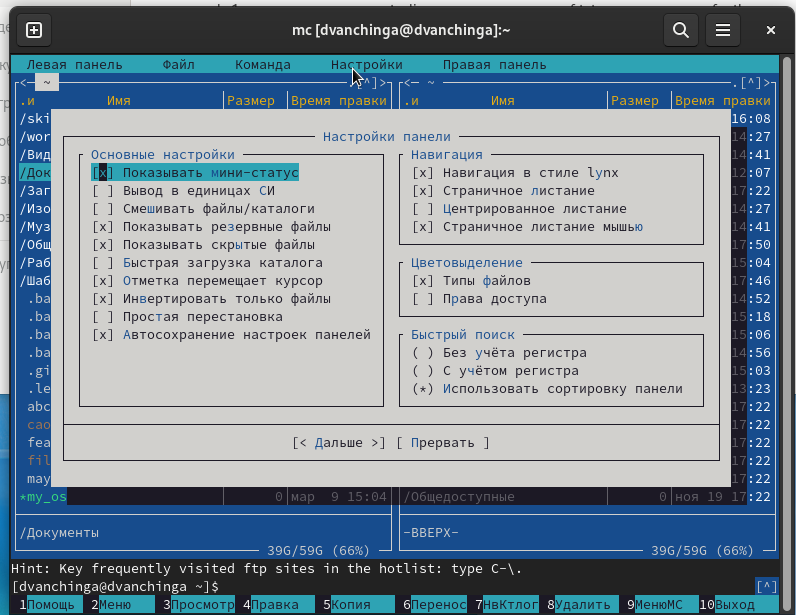 mc [dvanchinga@dvanchinga]:~
Левая панель Файл Команда Настройки Правая панель
<— ~ .[^]> <— ~ .[^]>
.и Имя Размер Время правки .и Имя Размер Время правки
/ski 16:08
/wor 14:27
/Вид 14:41
/Док 12:07
/Заг 17:22
/Изо 17:27
/Муз 14:41
/Общ 17:50
/Раб 15:04
/Шаб 17:46
.ba 14:52
.ba 15:18
.ba 15:06
.ba 14:56
.gi 15:03
.le 13:23
abc 17:22
cao 17:22
fea 17:22
fil 17:22
may 17:22
Настройки панели
Основные настройки
[x] Показывать мини-статус
[ ] Вывод в единицах СИ
[ ] Смешивать файлы/каталоги
[x] Показывать резервные файлы
[x] Показывать скрытые файлы
[ ] Быстрая загрузка каталога
[x] Отметка перемещает курсор
[x] Инвертировать только файлы
[ ] Простая перестановка
[x] Автосохранение настроек панелей
Навигация
[x] Навигация в стиле lynx
[x] Страничное листание
[ ] Центрированное листание
[x] Страничное листание мышью
Цветовыделение
[x] Типы файлов
[ ] Права доступа
Быстрый поиск
( ) Без учёта регистра
( ) С учётом регистра
(*) Использовать сортировку панели
[< Дальше >] [ Прервать ]
*my_os 0 мар 9 15:04 /Общедоступные 0 ноя 19 17:22
/Документы -ВВЕРХ-
39G/59G (66%) 39G/59G (66%)
Hint: Key frequently visited ftp sites in the hotlist: type C-\.
[dvanchinga@dvanchinga ~]$ [^]
1Помощь 2Меню 3Просмотр 4Правка 5Копия 6Перенос 7НвКтлог 8Удалить 9МенюMC 10Выход